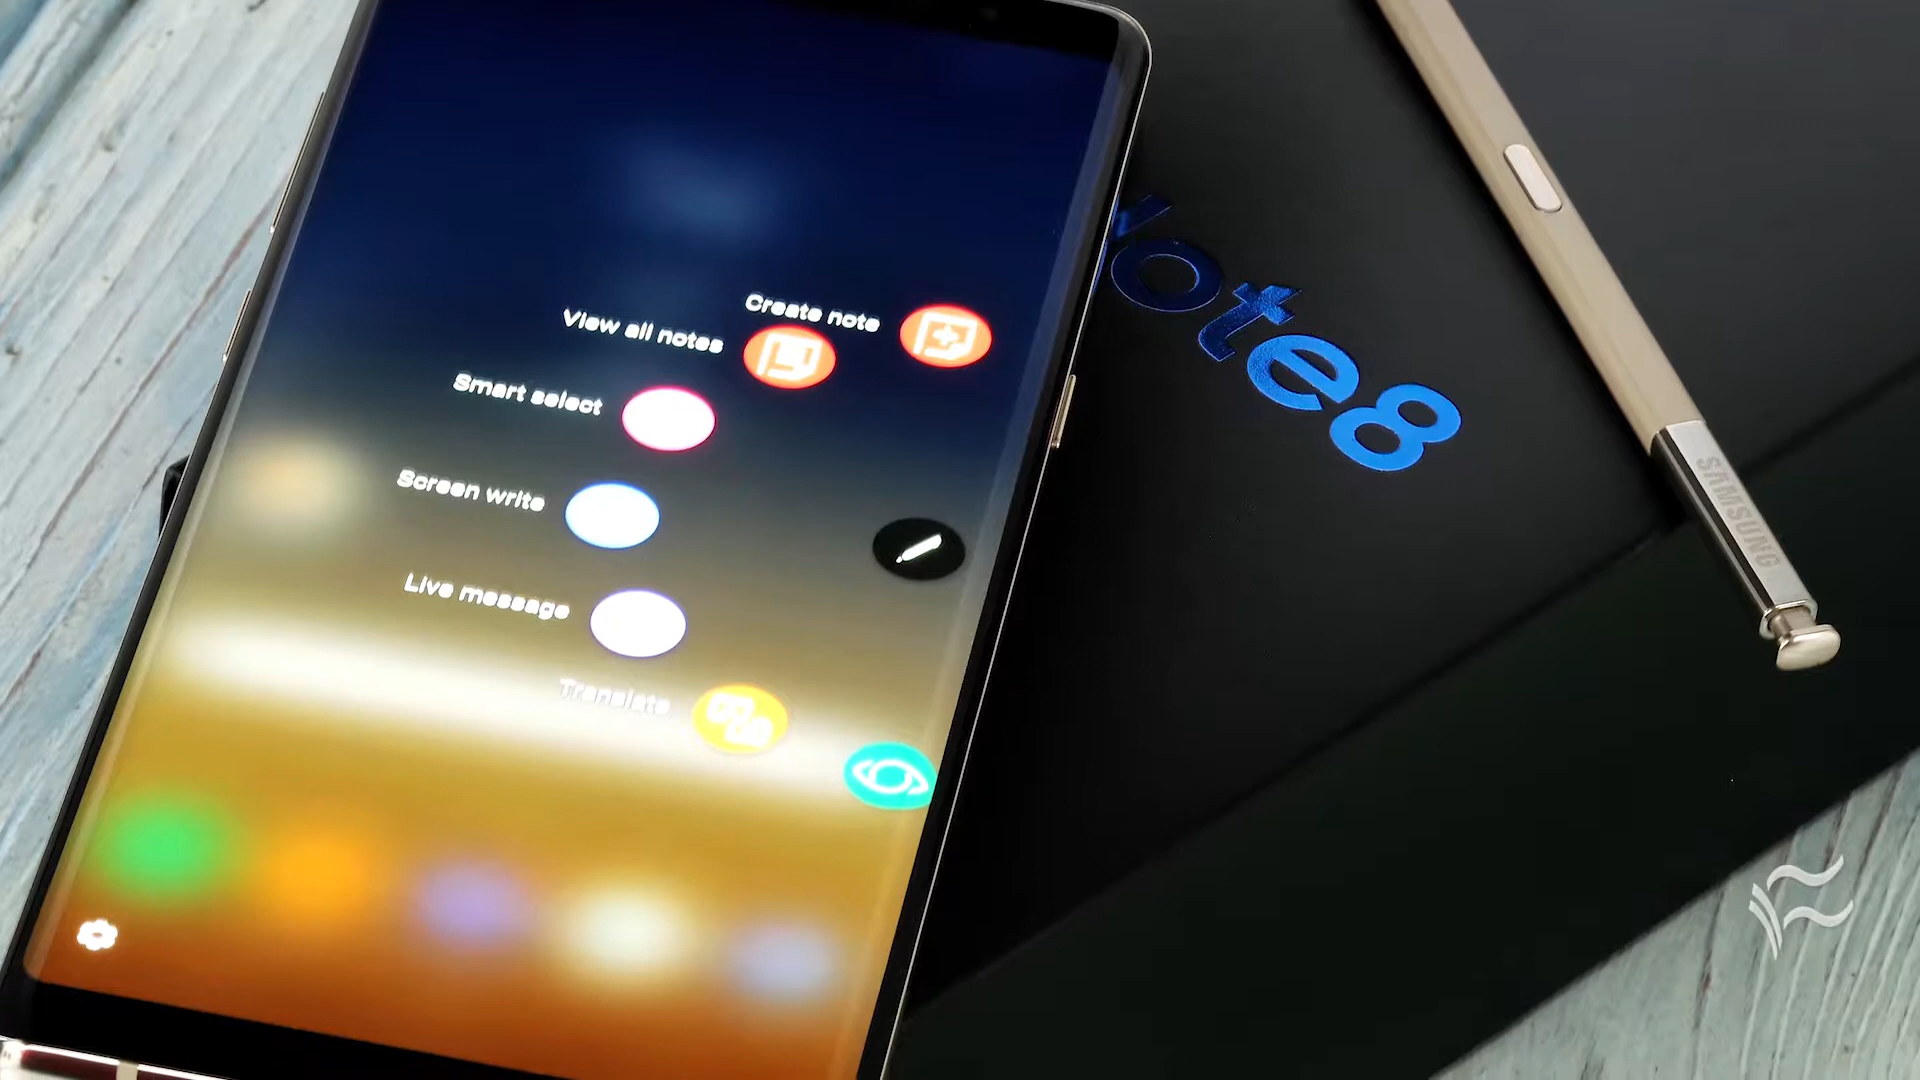 Create note
View all notes
Smart select
Screen write
Live message
Translate
Note8
SAMSUNG